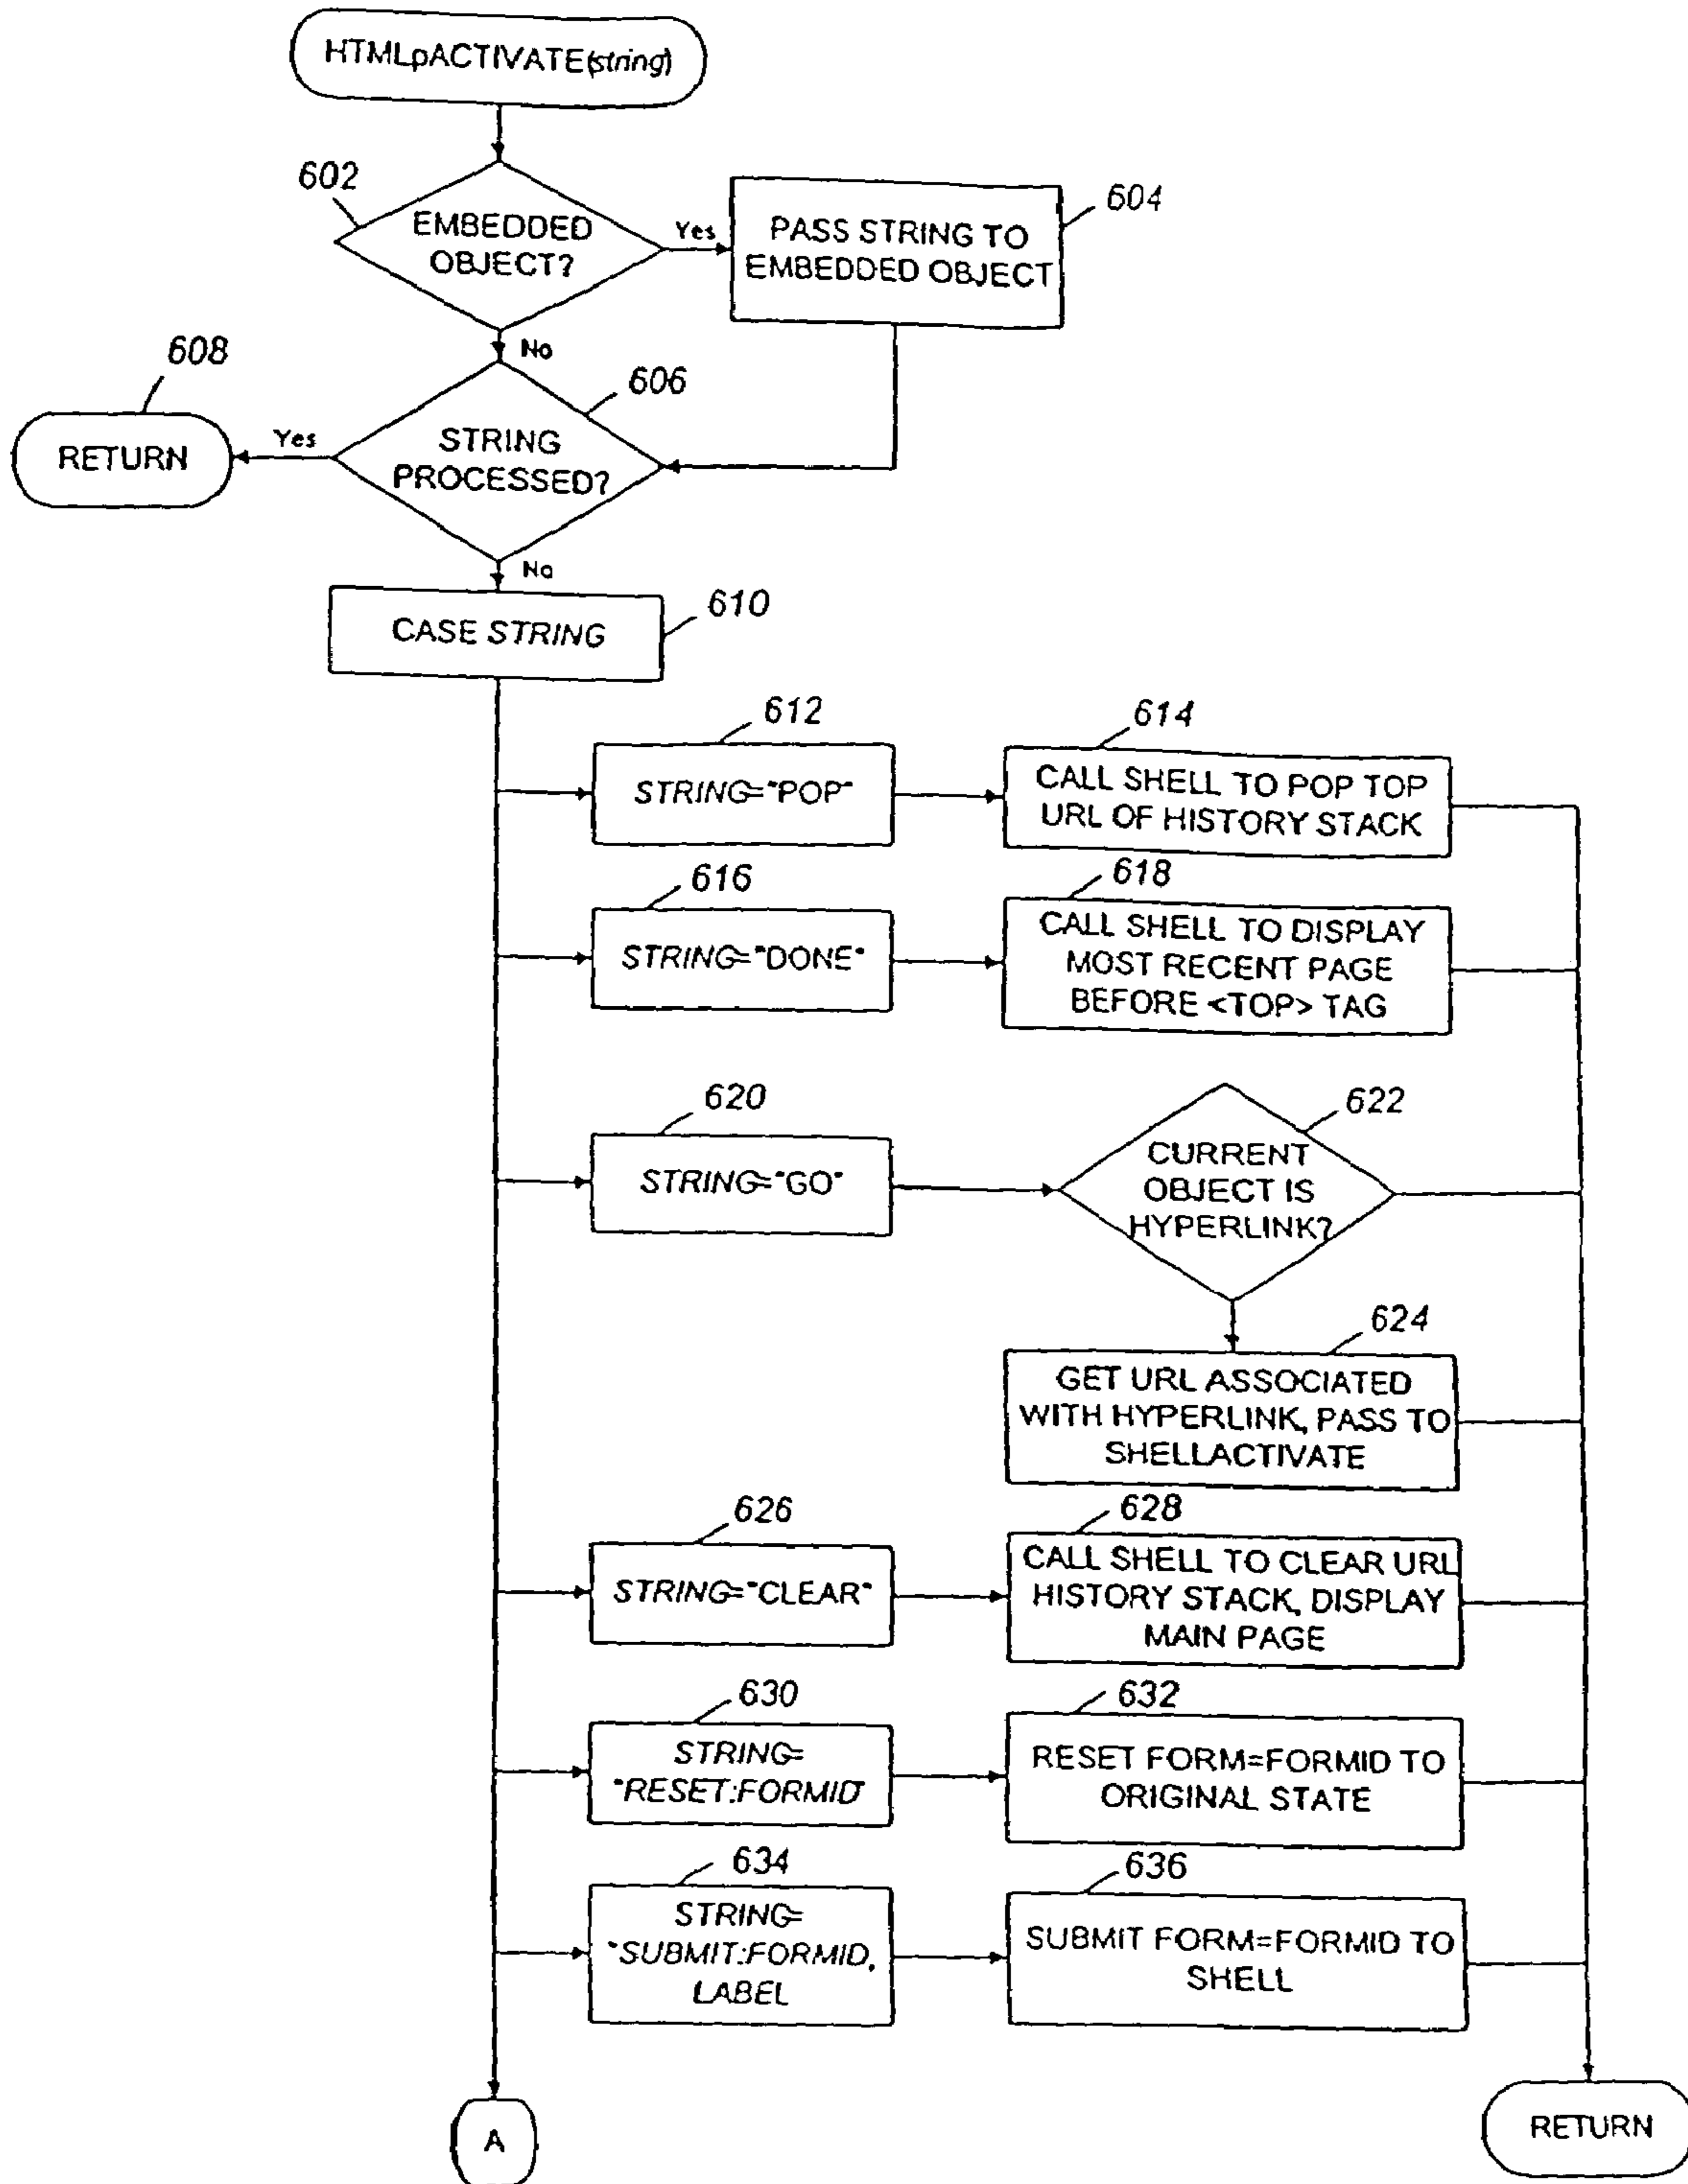 HTMLpACTIVATE(string)
602
EMBEDDED
OBJECT?
Yes
PASS STRING TO
EMBEDDED OBJECT
604
No
608
RETURN
Yes
606
STRING
PROCESSED?
No
CASE STRING
610
612
STRING="POP"
614
CALL SHELL TO POP TOP
URL OF HISTORY STACK
616
STRING="DONE"
618
CALL SHELL TO DISPLAY
MOST RECENT PAGE
BEFORE <TOP> TAG
620
STRING="GO"
622
CURRENT
OBJECT IS
HYPERLINK?
624
GET URL ASSOCIATED
WITH HYPERLINK, PASS TO
SHELLACTIVATE
626
STRING="CLEAR"
628
CALL SHELL TO CLEAR URL
HISTORY STACK, DISPLAY
MAIN PAGE
630
STRING=
"RESET:FORMID"
632
RESET FORM=FORMID TO
ORIGINAL STATE
634
STRING=
"SUBMIT:FORMID,
LABEL
636
SUBMIT FORM=FORMID TO
SHELL
A
RETURN